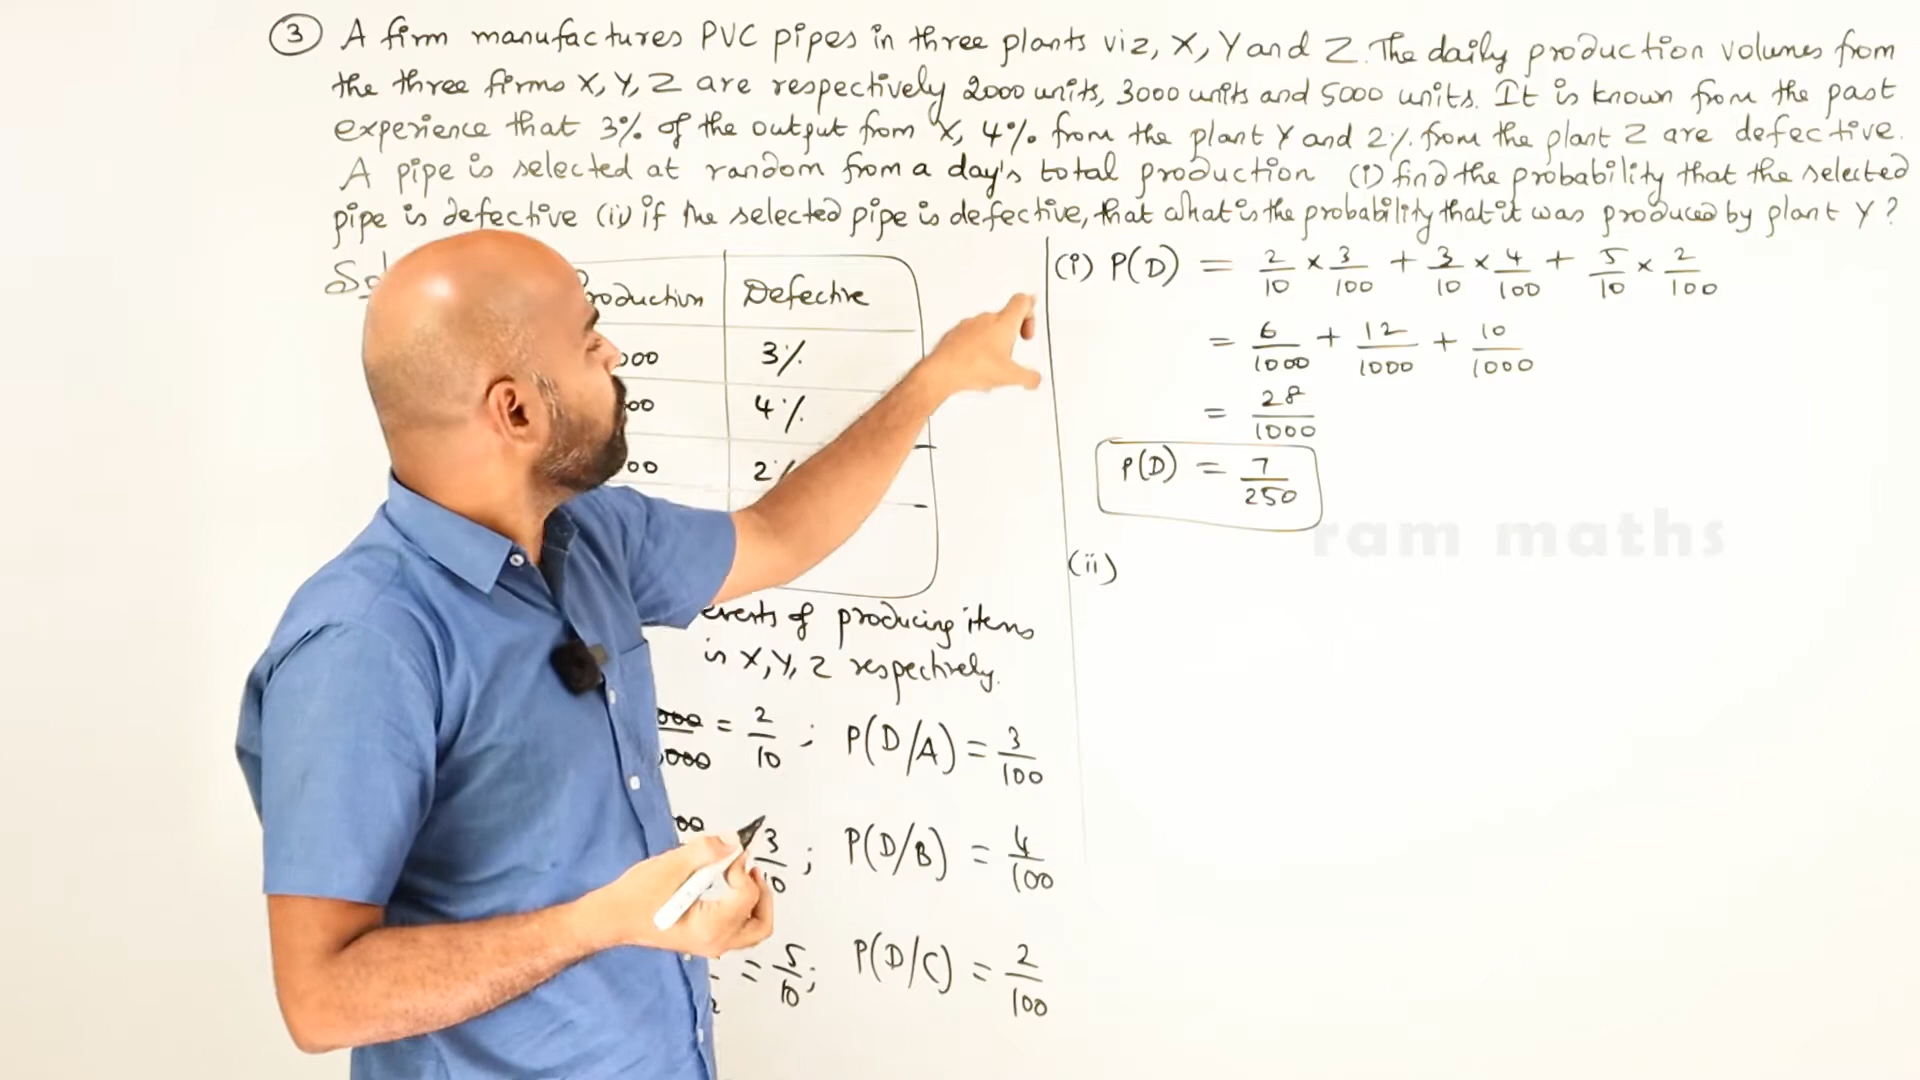 3 A firm manufactures PVC pipes in three plants viz, X, Y and Z. The daily production volumes from
the three firms X, Y, Z are respectively 2000 units, 3000 units and 5000 units. It is known from the past
experience that 3% of the output from X, 4% from the plant Y and 2% from the plant Z are defective.
A pipe is selected at random from a day's total production (i) find the probability that the selected
pipe is defective (ii) if the selected pipe is defective, that what is the probability that it was produced by plant Y?
Defective
3%
4%
2%
events of producing items
in X, Y, Z respectively.
= 2/10 ; P(D/A) = 3/100
3/10 ; P(D/B) = 4/100
= 5/10 ; P(D/C) = 2/100
(i) P(D) = 2/10 × 3/100 + 3/10 × 4/100 + 5/10 × 2/100
= 6/1000 + 12/1000 + 10/1000
= 28/1000
P(D) = 7/250
ram maths
(ii)